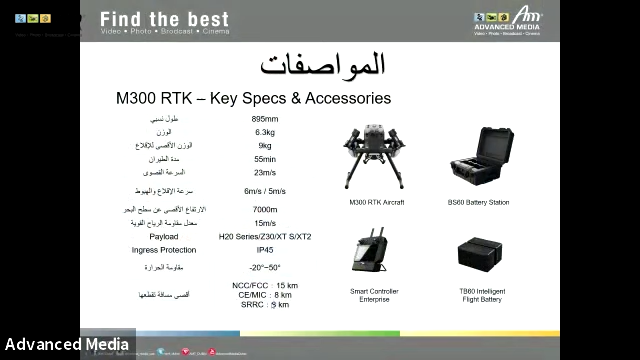 Find the best
Video • Photo • Brodcast • Cinema
Am
ADVANCED MEDIA
Video • Photo • Broadcast • Cinema
المواصفات
M300 RTK – Key Specs & Accessories
طول نسبي 895mm
الوزن 6.3kg
الوزن الأقصى للإقلاع 9kg
مدة الطيران 55min
السرعة القصوى 23m/s
سرعة الإقلاع والهبوط 6m/s / 5m/s
الارتفاع الأقصى عن سطح البحر 7000m
معدل مقاومة الرياح القوية 15m/s
Payload H20 Series/Z30/XT S/XT2
Ingress Protection IP45
مقاومة الحرارة -20°~50°
أقصى مسافة تقطعها
NCC/FCC : 15 km
CE/MIC : 8 km
SRRC : 8 km
M300 RTK Aircraft
BS60 Battery Station
Smart Controller
Enterprise
TB60 Intelligent
Flight Battery
Advanced Media